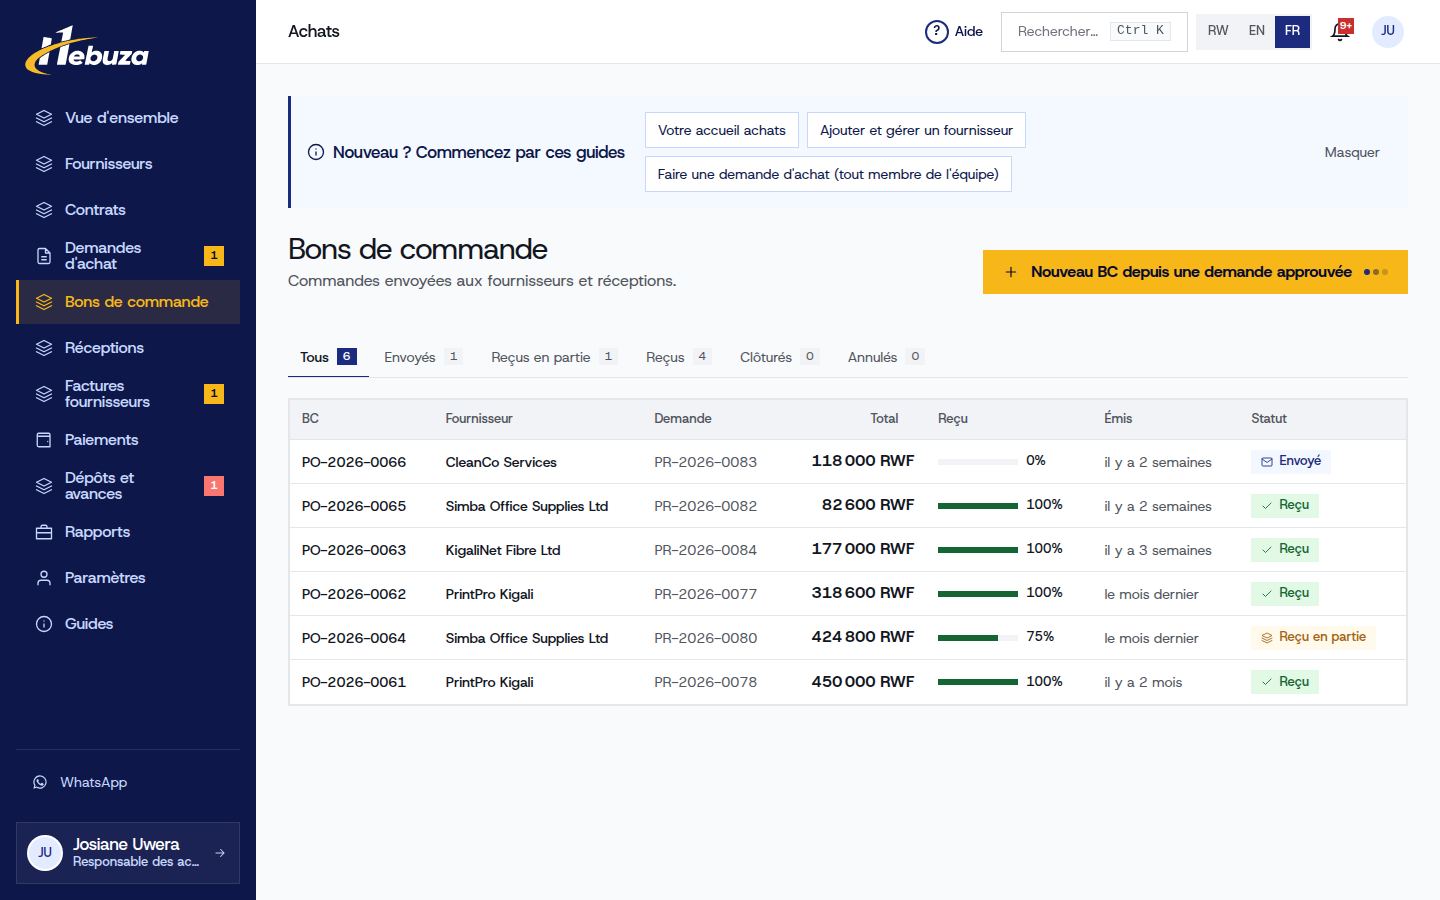 Hebuza
Vue d'ensemble
Fournisseurs
Contrats
Demandes
d'achat
1
Bons de commande
Réceptions
Factures
fournisseurs
1
Paiements
Dépôts et
avances
1
Rapports
Paramètres
Guides
WhatsApp
JU
Josiane Uwera
Responsable des ac...
Achats
? Aide
Rechercher... Ctrl K
RW EN FR
9+
JU
Nouveau ? Commencez par ces guides
Votre accueil achats
Ajouter et gérer un fournisseur
Faire une demande d'achat (tout membre de l'équipe)
Masquer
Bons de commande
Commandes envoyées aux fournisseurs et réceptions.
Nouveau BC depuis une demande approuvée
Tous 6 Envoyés 1 Reçus en partie 1 Reçus 4 Clôturés 0 Annulés 0
BC Fournisseur Demande Total Reçu Émis Statut
PO-2026-0066 CleanCo Services PR-2026-0083 118 000 RWF 0% il y a 2 semaines Envoyé
PO-2026-0065 Simba Office Supplies Ltd PR-2026-0082 82 600 RWF 100% il y a 2 semaines Reçu
PO-2026-0063 KigaliNet Fibre Ltd PR-2026-0084 177 000 RWF 100% il y a 3 semaines Reçu
PO-2026-0062 PrintPro Kigali PR-2026-0077 318 600 RWF 100% le mois dernier Reçu
PO-2026-0064 Simba Office Supplies Ltd PR-2026-0080 424 800 RWF 75% le mois dernier Reçu en partie
PO-2026-0061 PrintPro Kigali PR-2026-0078 450 000 RWF 100% il y a 2 mois Reçu